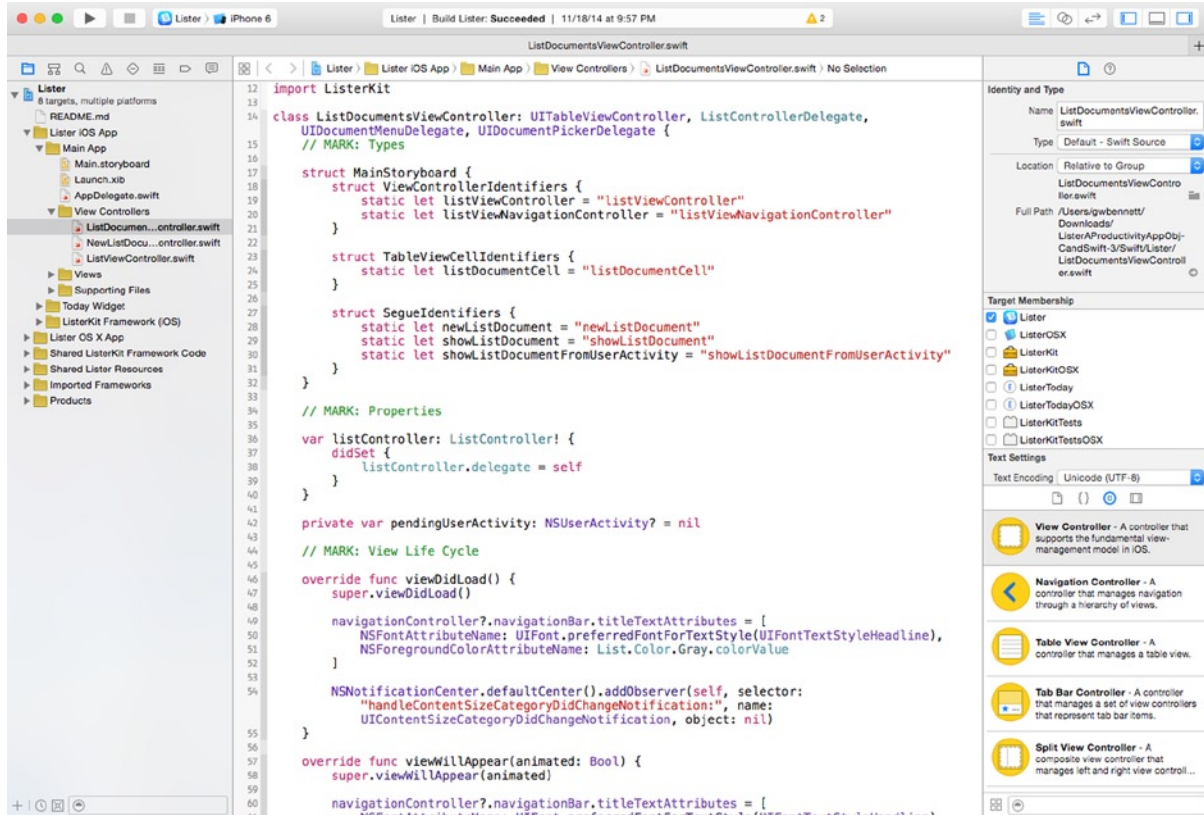 Lister
iPhone 6
Lister | Build Lister: Succeeded | 11/18/14 at 9:57 PM
2
ListDocumentsViewController.swift
Lister
8 targets, multiple platforms
README.md
Lister iOS App
Main App
Main.storyboard
Launch.xib
AppDelegate.swift
View Controllers
ListDocumen...ontroller.swift
NewListDocu...ontroller.swift
ListViewController.swift
Views
Supporting Files
Today Widget
ListerKit Framework (iOS)
Lister OS X App
Shared ListerKit Framework Code
Shared Lister Resources
Imported Frameworks
Products
Lister
Lister iOS App
Main App
View Controllers
ListDocumentsViewController.swift
No Selection
12 import ListerKit
13
14 class ListDocumentsViewController: UITableViewController, ListControllerDelegate,
UIDocumentMenuDelegate, UIDocumentPickerDelegate {
15 // MARK: Types
16
17 struct MainStoryboard {
18 struct ViewControllerIdentifiers {
19 static let listViewController = "listViewController"
20 static let listViewNavigationController = "listViewNavigationController"
21 }
22
23 struct TableViewCellIdentifiers {
24 static let listDocumentCell = "listDocumentCell"
25 }
26
27 struct SegueIdentifiers {
28 static let newListDocument = "newListDocument"
29 static let showListDocument = "showListDocument"
30 static let showListDocumentFromUserActivity = "showListDocumentFromUserActivity"
31 }
32 }
33
34 // MARK: Properties
35
36 var listController: ListController! {
37 didSet {
38 listController.delegate = self
39 }
40 }
41
42 private var pendingUserActivity: NSUserActivity? = nil
43
44 // MARK: View Life Cycle
45
46 override func viewDidLoad() {
47 super.viewDidLoad()
48
49 navigationController?.navigationBar.titleTextAttributes = [
50 NSFontAttributeName: UIFont.preferredFontForTextStyle(UIFontTextStyleHeadline),
51 NSForegroundColorAttributeName: List.Color.Gray.colorValue
52 ]
53
54 NSNotificationCenter.defaultCenter().addObserver(self, selector:
"handleContentSizeCategoryDidChangeNotification:", name:
UIContentSizeCategoryDidChangeNotification, object: nil)
55 }
56
57 override func viewWillAppear(animated: Bool) {
58 super.viewWillAppear(animated)
59
60 navigationController?.navigationBar.titleTextAttributes = [
Identity and Type
Name ListDocumentsViewController.
swift
Type Default - Swift Source
Location Relative to Group
ListDocumentsViewContro
ller.swift
Full Path /Users/gwbennett/
Downloads/
ListerAProductivityAppObj-
CandSwift-3/Swift/Lister/
ListDocumentsViewControll
er.swift
Target Membership
Lister
ListerOSX
ListerKit
ListerKitOSX
ListerToday
ListerTodayOSX
ListerKitTests
ListerKitTestsOSX
Text Settings
Text Encoding Unicode (UTF-8)
View Controller - A controller that
supports the fundamental view-
management model in iOS.
Navigation Controller - A
controller that manages navigation
through a hierarchy of views.
Table View Controller - A
controller that manages a table view.
Tab Bar Controller - A controller
that manages a set of view controllers
that represent tab bar items.
Split View Controller - A
composite view controller that
manages left and right view controll...